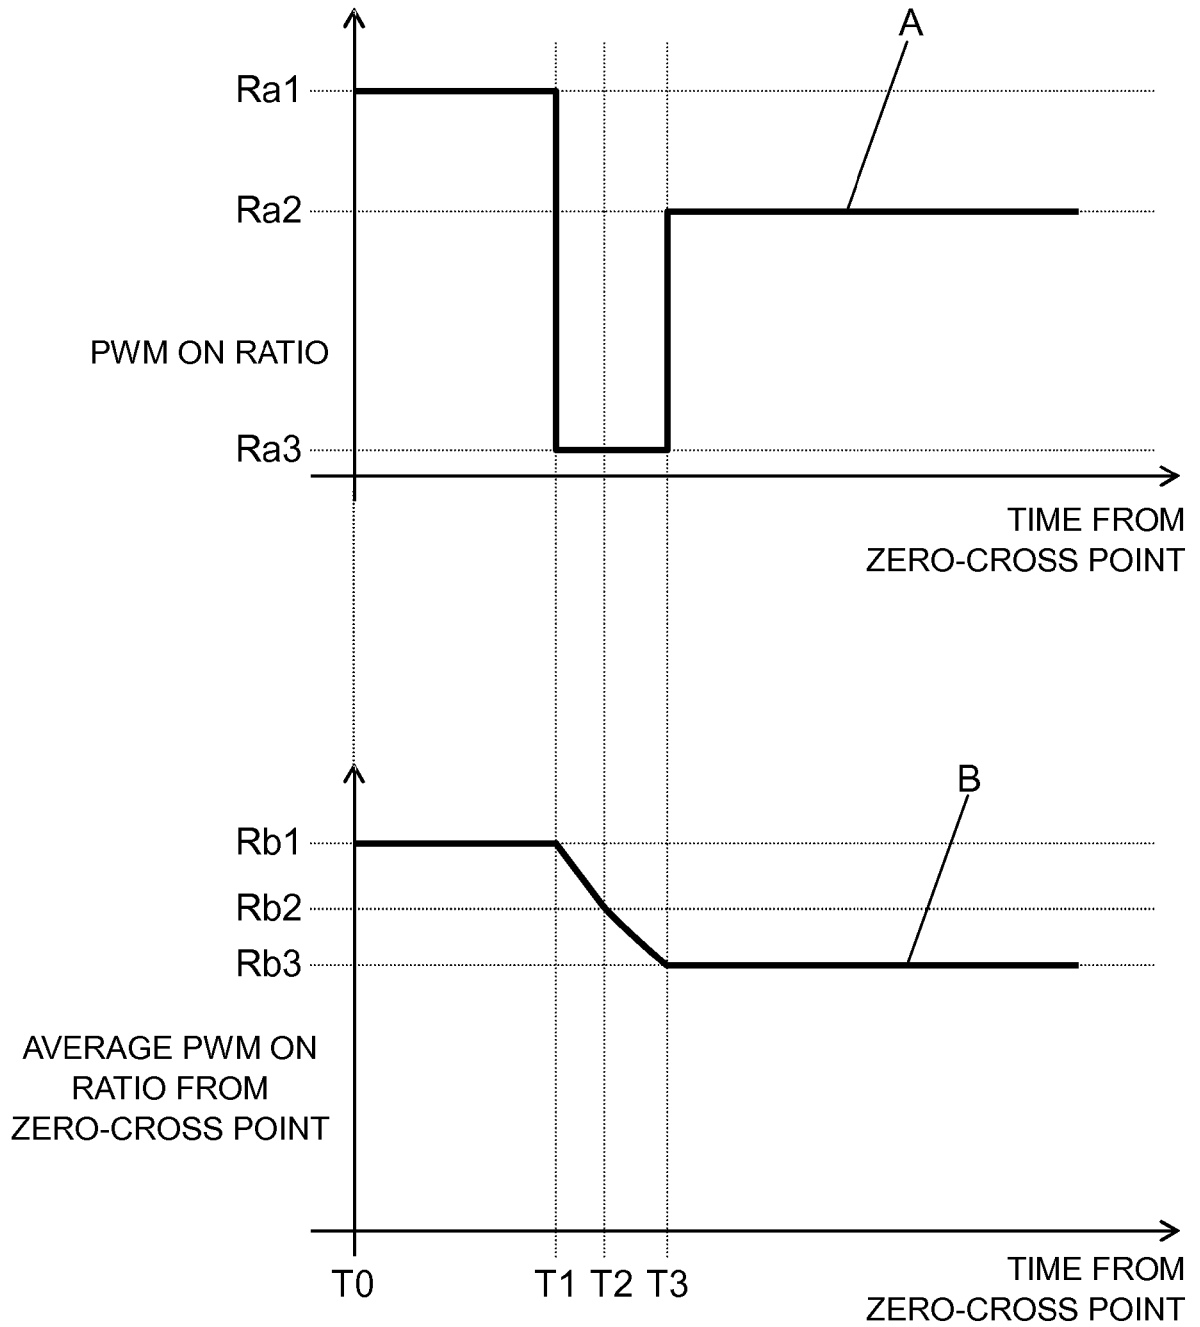 A
Ra1
Ra2
PWM ON RATIO
Ra3
TIME FROM
ZERO-CROSS POINT
B
Rb1
Rb2
Rb3
AVERAGE PWM ON
RATIO FROM
ZERO-CROSS POINT
T0 T1 T2 T3
TIME FROM
ZERO-CROSS POINT